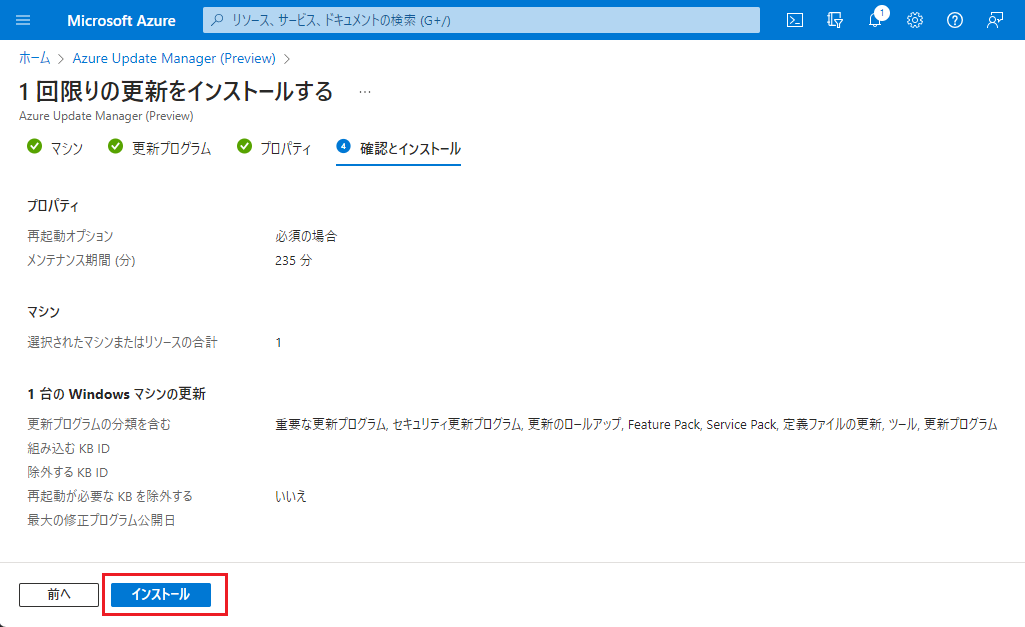 Microsoft Azure
リソース、サービス、ドキュメントの検索 (G+/)
1
ホーム > Azure Update Manager (Preview) >
1 回限りの更新をインストールする ...
Azure Update Manager (Preview)
マシン 更新プログラム プロパティ 4 確認とインストール
プロパティ
再起動オプション 必須の場合
メンテナンス期間 (分) 235 分
マシン
選択されたマシンまたはリソースの合計 1
1 台の Windows マシンの更新
更新プログラムの分類を含む 重要な更新プログラム, セキュリティ更新プログラム, 更新のロールアップ, Feature Pack, Service Pack, 定義ファイルの更新, ツール, 更新プログラム
組み込む KB ID
除外する KB ID
再起動が必要な KB を除外する いいえ
最大の修正プログラム公開日
前へ インストール